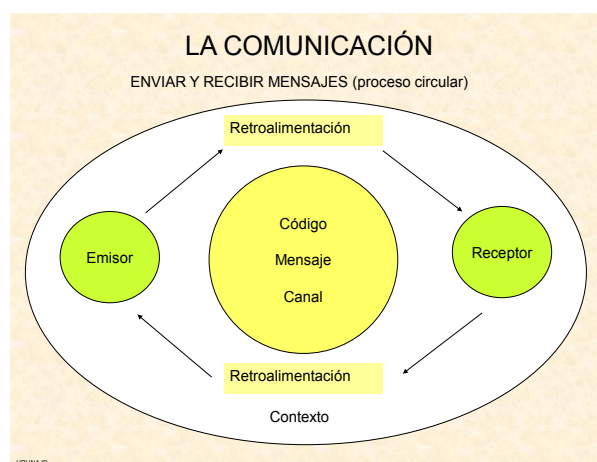 LA COMUNICACIÓN
ENVIAR Y RECIBIR MENSAJES (proceso circular)
Retroalimentación
Código
Emisor
Mensaje
Receptor
Canal
Retroalimentación
Contexto